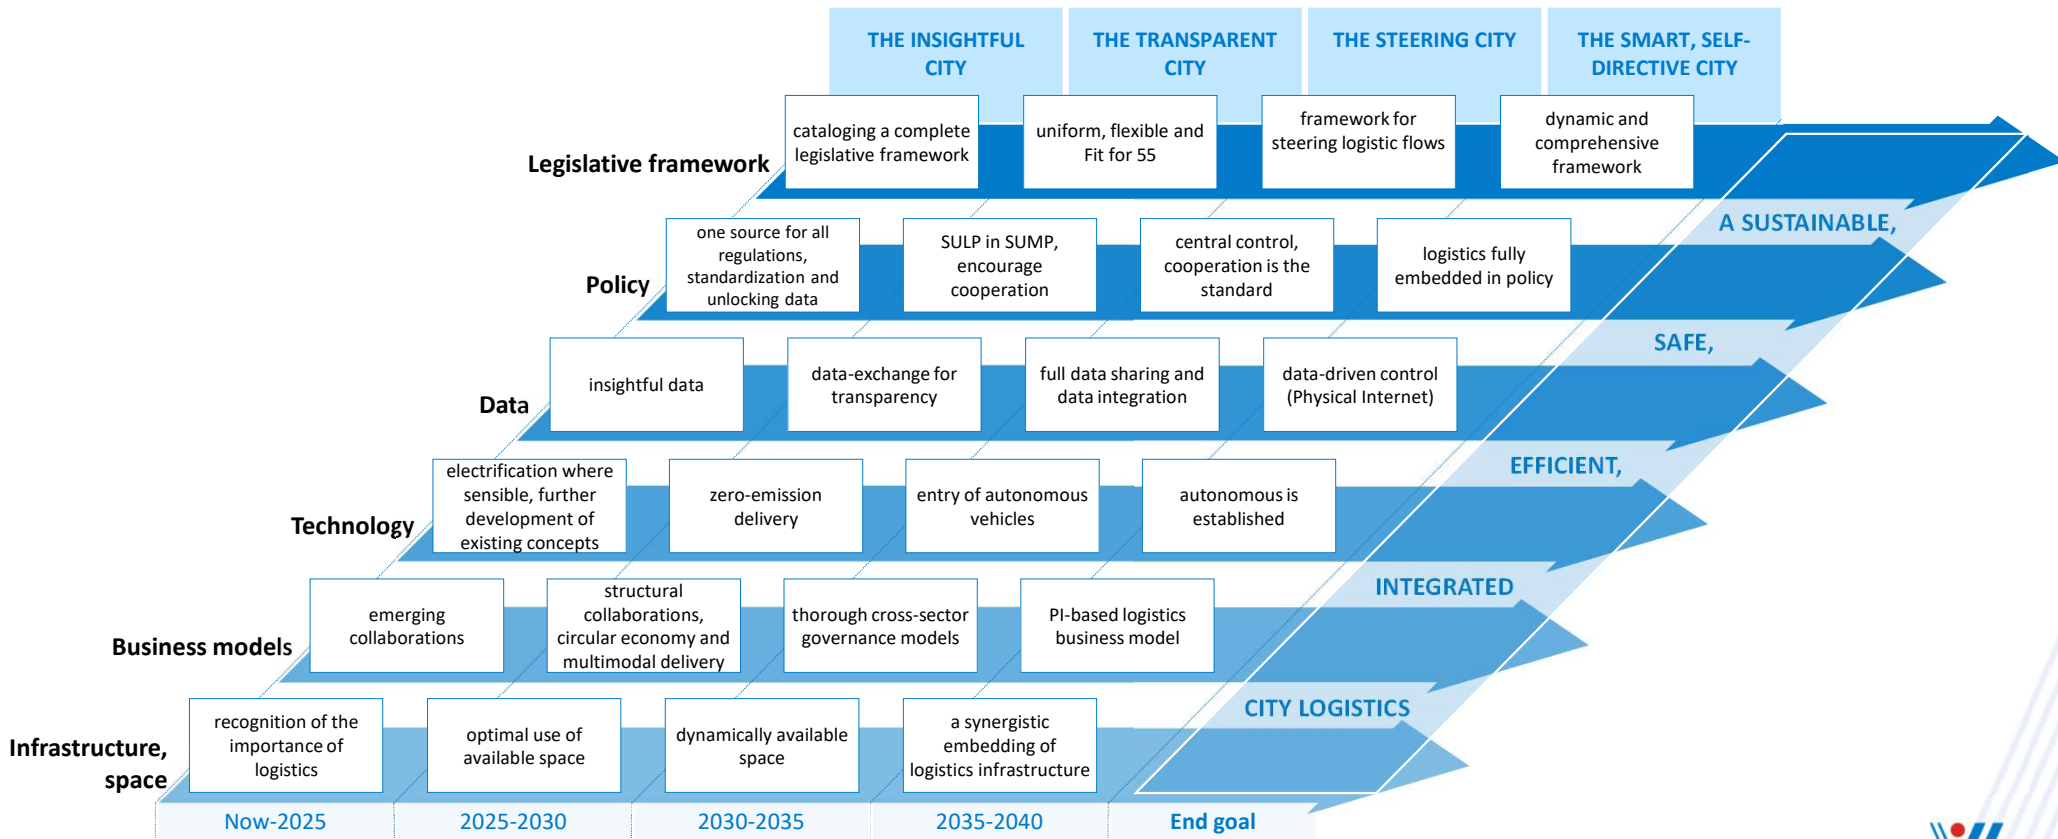 THE INSIGHTFUL
CITY
THE TRANSPARENT
CITY
THE STEERING CITY
THE SMART, SELF-
DIRECTIVE CITY
Legislative framework
cataloging a complete
legislative framework
uniform, flexible and
Fit for 55
framework for
steering logistic flows
dynamic and
comprehensive
framework
A SUSTAINABLE,
Policy
one source for all
regulations,
standardization and
unlocking data
SULP in SUMP,
encourage
cooperation
central control,
cooperation is the
standard
logistics fully
embedded in policy
SAFE,
Data
insightful data
data-exchange for
transparency
full data sharing and
data integration
data-driven control
(Physical Internet)
EFFICIENT,
Technology
electrification where
sensible, further
development of
existing concepts
zero-emission
delivery
entry of autonomous
vehicles
autonomous is
established
INTEGRATED
Business models
emerging
collaborations
structural
collaborations,
circular economy and
multimodal delivery
thorough cross-sector
governance models
PI-based logistics
business model
CITY LOGISTICS
Infrastructure,
space
recognition of the
importance of
logistics
optimal use of
available space
dynamically available
space
a synergistic
embedding of
logistics infrastructure
Now-2025
2025-2030
2030-2035
2035-2040
End goal